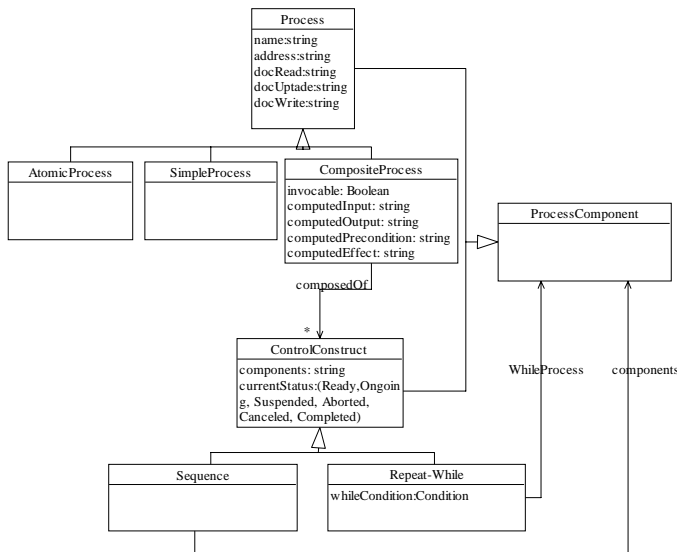 Process
name:string
address:string
docRead:string
docUptade:string
docWrite:string
AtomicProcess
SimpleProcess
CompositeProcess
invocable: Boolean
computedInput: string
computedOutput: string
computedPrecondition: string
computedEffect: string
ProcessComponent
composedOf
*
ControlConstruct
components: string
currentStatus:(Ready,Ongoin
g, Suspended, Aborted,
Canceled, Completed)
WhileProcess
components
Sequence
Repeat-While
whileCondition:Condition